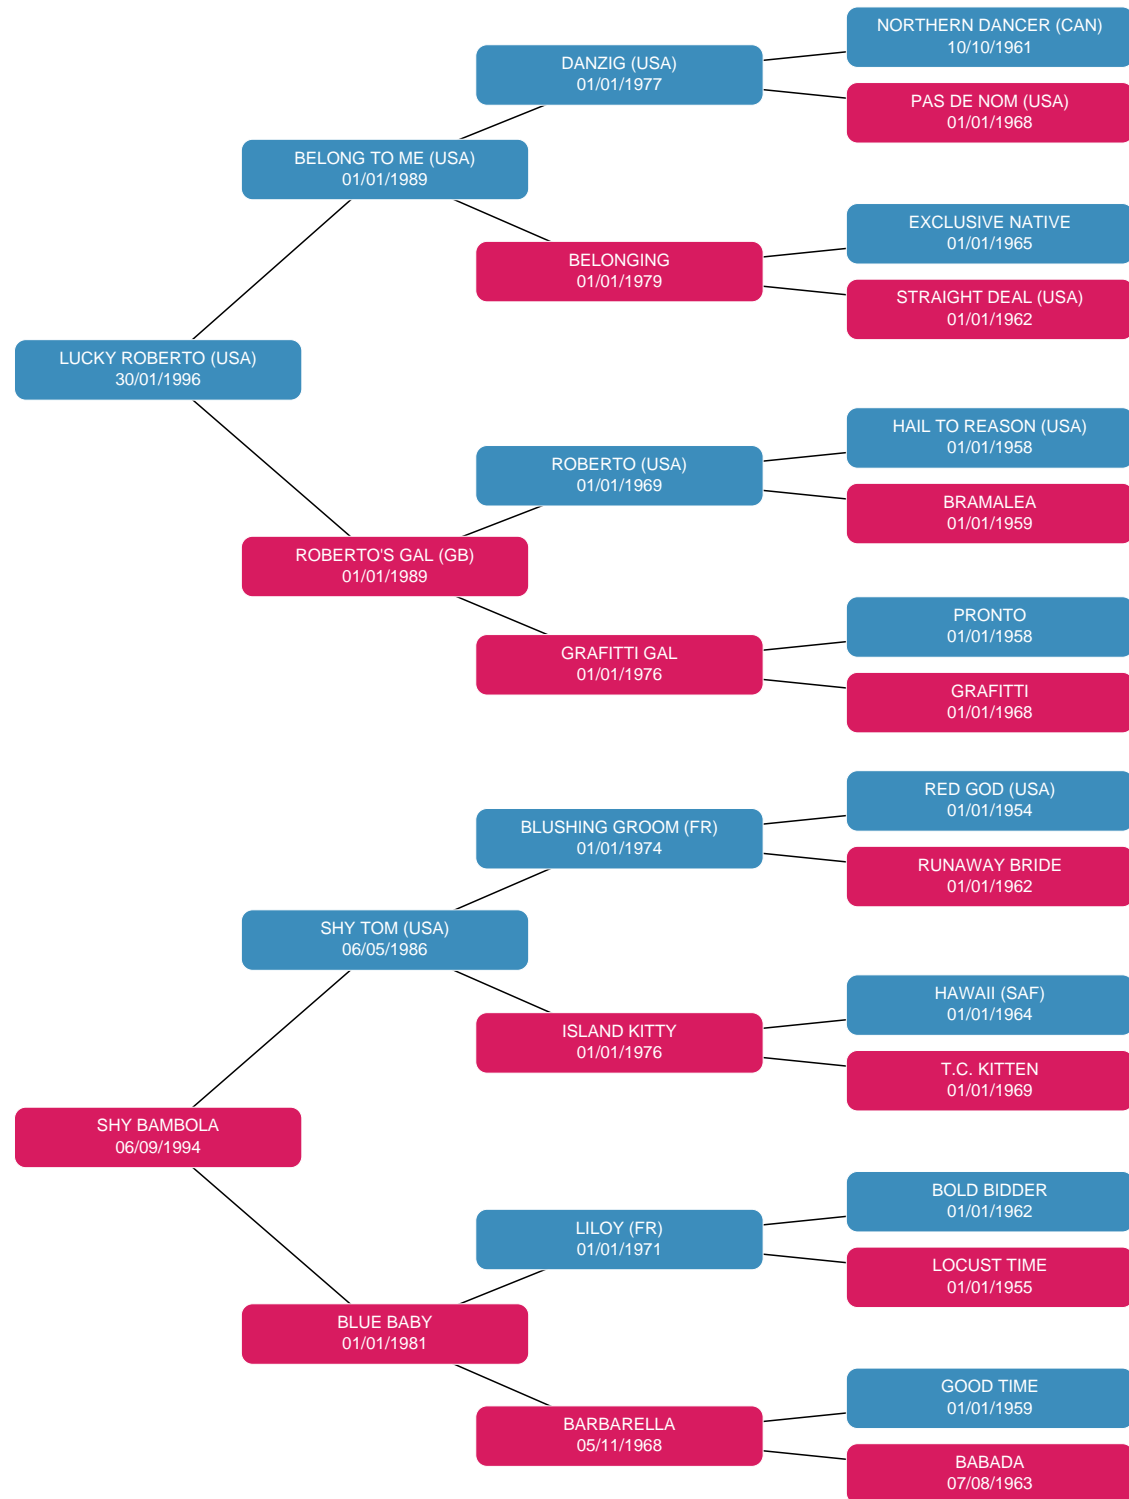 NORTHERN DANCER (CAN)
10/10/1961
DANZIG (USA)
01/01/1977
PAS DE NOM (USA)
01/01/1968
BELONG TO ME (USA)
01/01/1989
EXCLUSIVE NATIVE
01/01/1965
BELONGING
01/01/1979
STRAIGHT DEAL (USA)
01/01/1962
LUCKY ROBERTO (USA)
30/01/1996
HAIL TO REASON (USA)
01/01/1958
ROBERTO (USA)
01/01/1969
BRAMALEA
01/01/1959
ROBERTO'S GAL (GB)
01/01/1989
PRONTO
01/01/1958
GRAFITTI GAL
01/01/1976
GRAFITTI
01/01/1968
RED GOD (USA)
01/01/1954
BLUSHING GROOM (FR)
01/01/1974
RUNAWAY BRIDE
01/01/1962
SHY TOM (USA)
06/05/1986
HAWAII (SAF)
01/01/1964
ISLAND KITTY
01/01/1976
T.C. KITTEN
01/01/1969
SHY BAMBOLA
06/09/1994
BOLD BIDDER
01/01/1962
LILOY (FR)
01/01/1971
LOCUST TIME
01/01/1955
BLUE BABY
01/01/1981
GOOD TIME
01/01/1959
BARBARELLA
05/11/1968
BABADA
07/08/1963